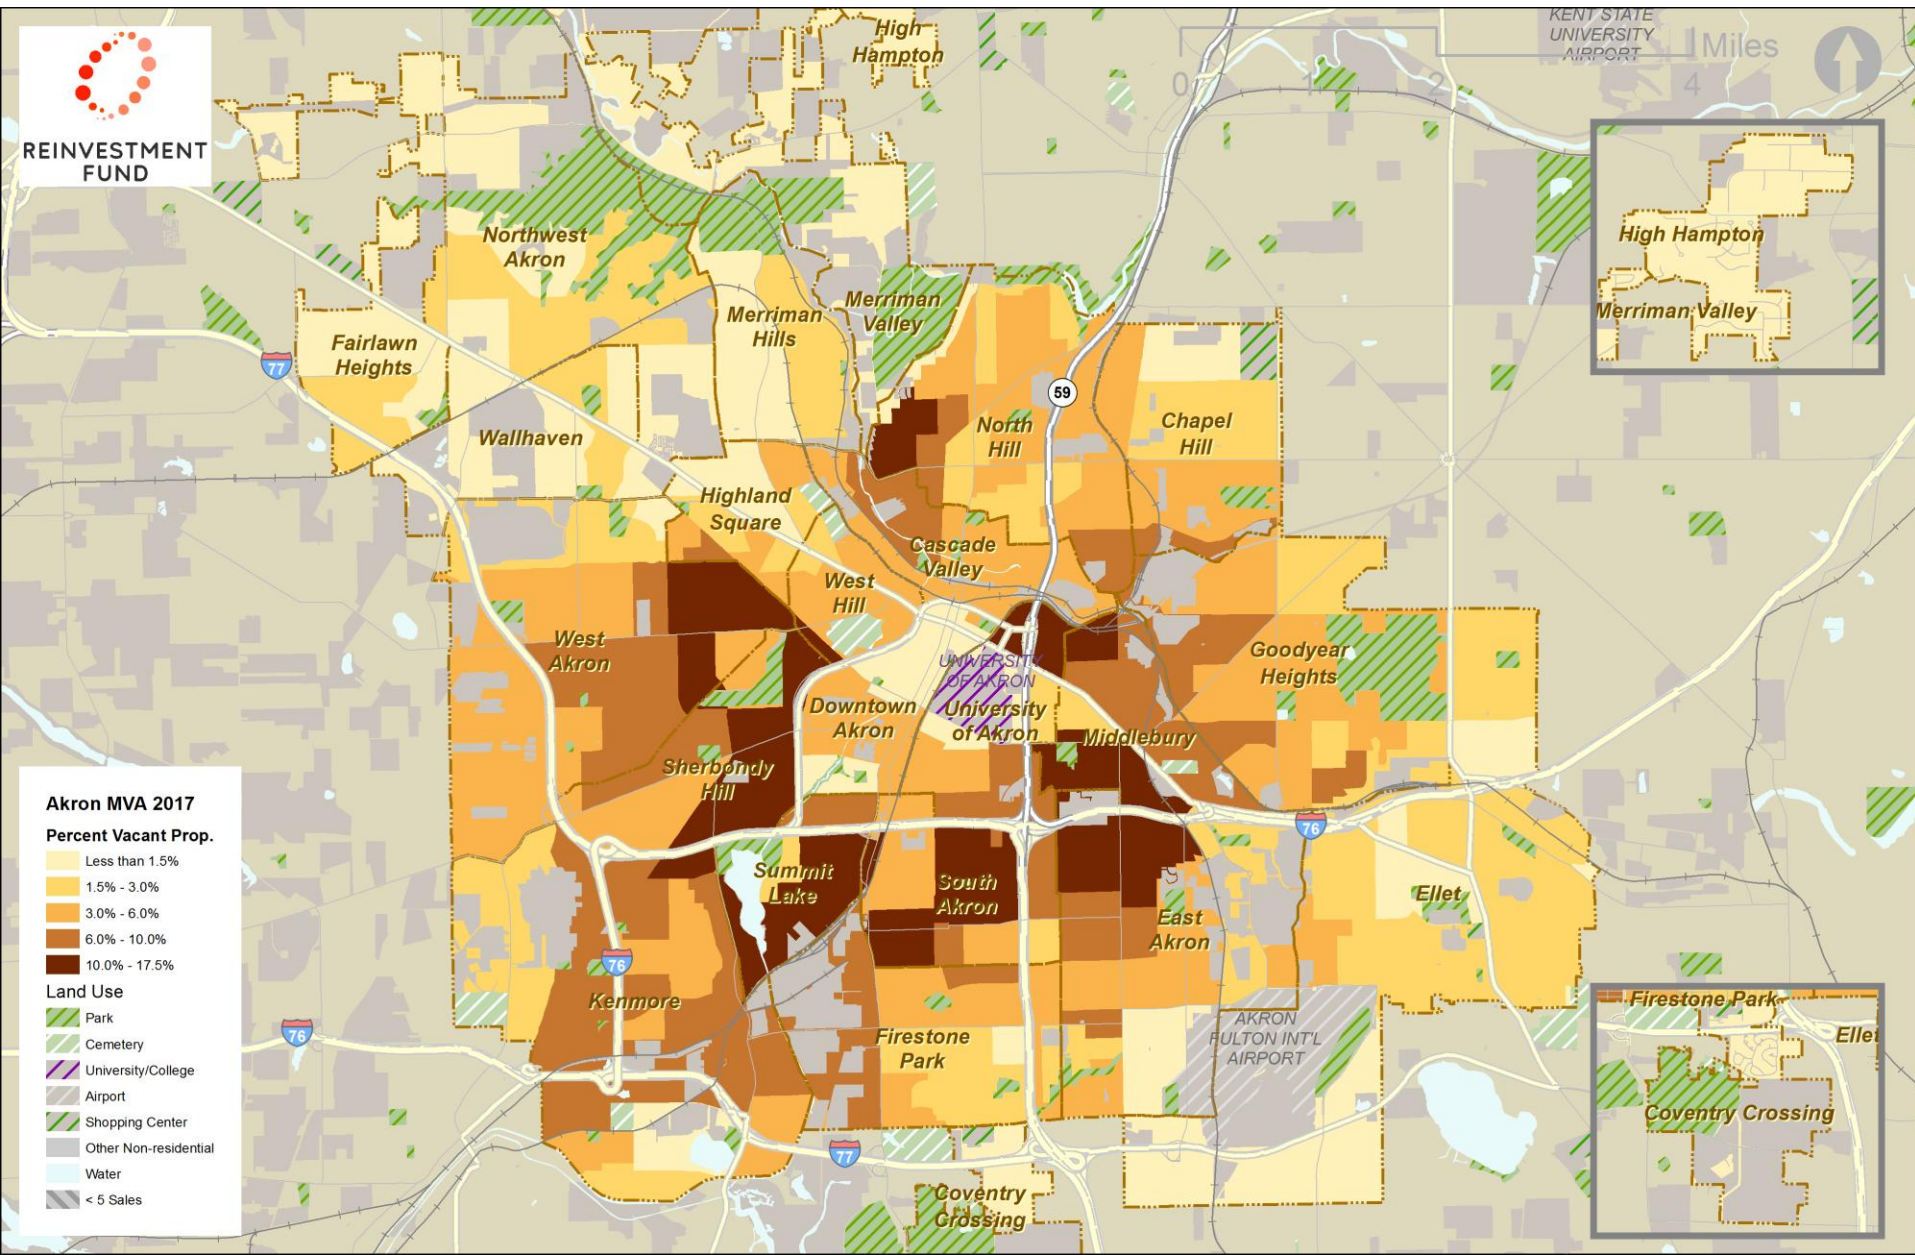 REINVESTMENT
FUND
High
Hampton
KENT STATE
UNIVERSITY
AIRPORT
Miles
0
1
2
4
High Hampton
Merriman Valley
Northwest
Akron
Merriman
Hills
Merriman
Valley
Fairlawn
Heights
77
59
Wallhaven
North
Hill
Chapel
Hill
Highland
Square
Cascade
Valley
West
Hill
West
Akron
Goodyear
Heights
UNIVERSITY
OF AKRON
University
of Akron
Downtown
Akron
Middlebury
Sherbondy
Hill
76
Summit
Lake
South
Akron
East
Akron
Ellet
76
Kenmore
76
Firestone
Park
AKRON
FULTON INT'L
AIRPORT
77
Coventry
Crossing
Firestone Park
Ellet
Coventry Crossing
Akron MVA 2017
Percent Vacant Prop.
Less than 1.5%
1.5% - 3.0%
3.0% - 6.0%
6.0% - 10.0%
10.0% - 17.5%
Land Use
Park
Cemetery
University/College
Airport
Shopping Center
Other Non-residential
Water
< 5 Sales